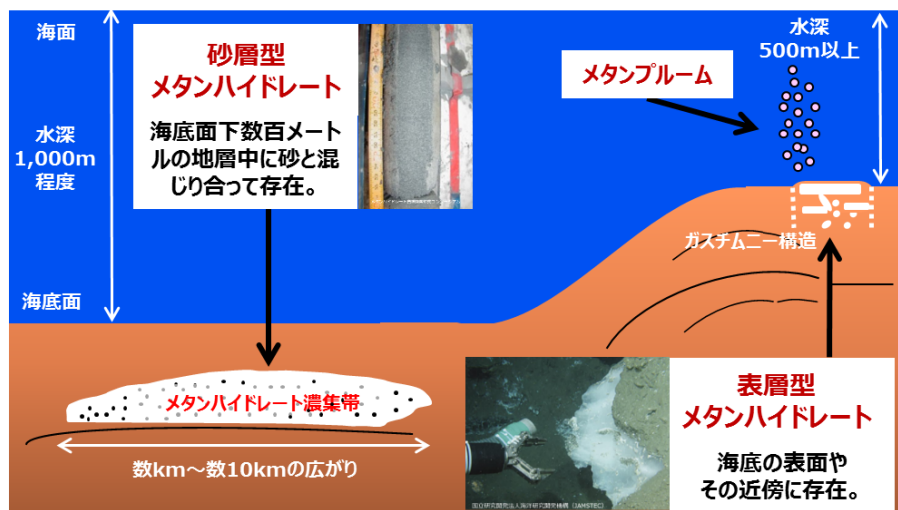 海面
水深
1,000m
程度
海底面
砂層型
メタンハイドレート
海底面下数百メート
ルの地層中に砂と混
じり合って存在。
メタンプルーム
水深
500m以上
ガスチムニー構造
メタンハイドレート濃集帯
数km～数10kmの広がり
表層型
メタンハイドレート
海底の表面や
その近傍に存在。
国立研究開発法人海洋研究開発機構（JAMSTEC）